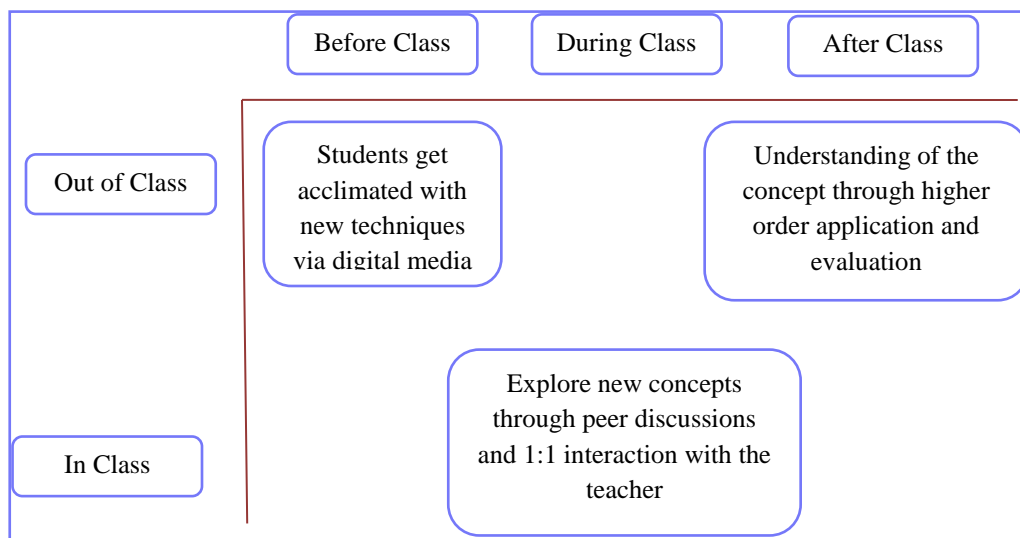 Before Class
During Class
After Class
Out of Class
Students get
acclimated with
new techniques
via digital media
Understanding of the
concept through higher
order application and
evaluation
In Class
Explore new concepts
through peer discussions
and 1:1 interaction with the
teacher